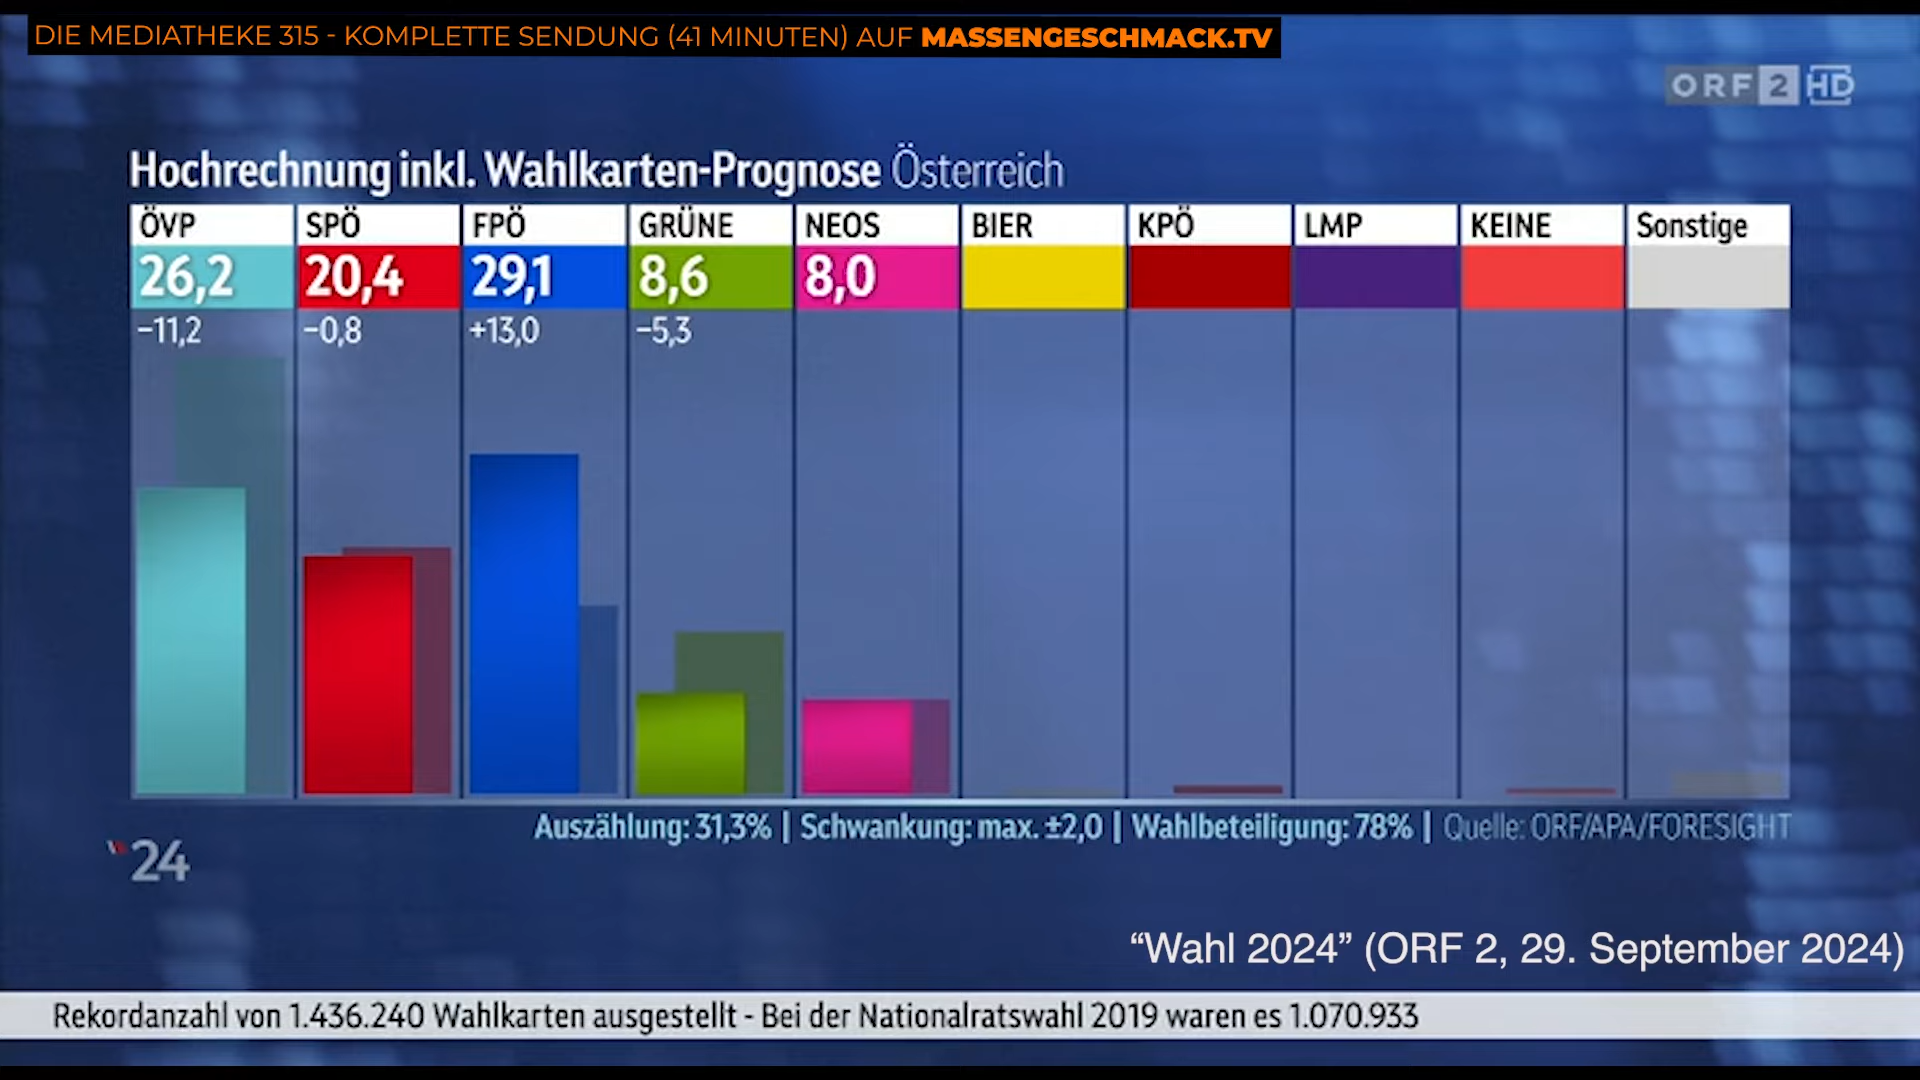 DIE MEDIATHEKE 315 - KOMPLETTE SENDUNG (41 MINUTEN) AUF MASSENGESCHMACK.TV
ORF 2 HD
Hochrechnung inkl. Wahlkarten-Prognose Österreich
ÖVP SPÖ FPÖ GRÜNE NEOS BIER KPÖ LMP KEINE Sonstige
26,2 20,4 29,1 8,6 8,0
−11,2 −0,8 +13,0 −5,3
Auszählung: 31,3% | Schwankung: max. ±2,0 | Wahlbeteiligung: 78% | Quelle: ORF/APA/FORESIGHT
'24
“Wahl 2024” (ORF 2, 29. September 2024)
Rekordanzahl von 1.436.240 Wahlkarten ausgestellt - Bei der Nationalratswahl 2019 waren es 1.070.933